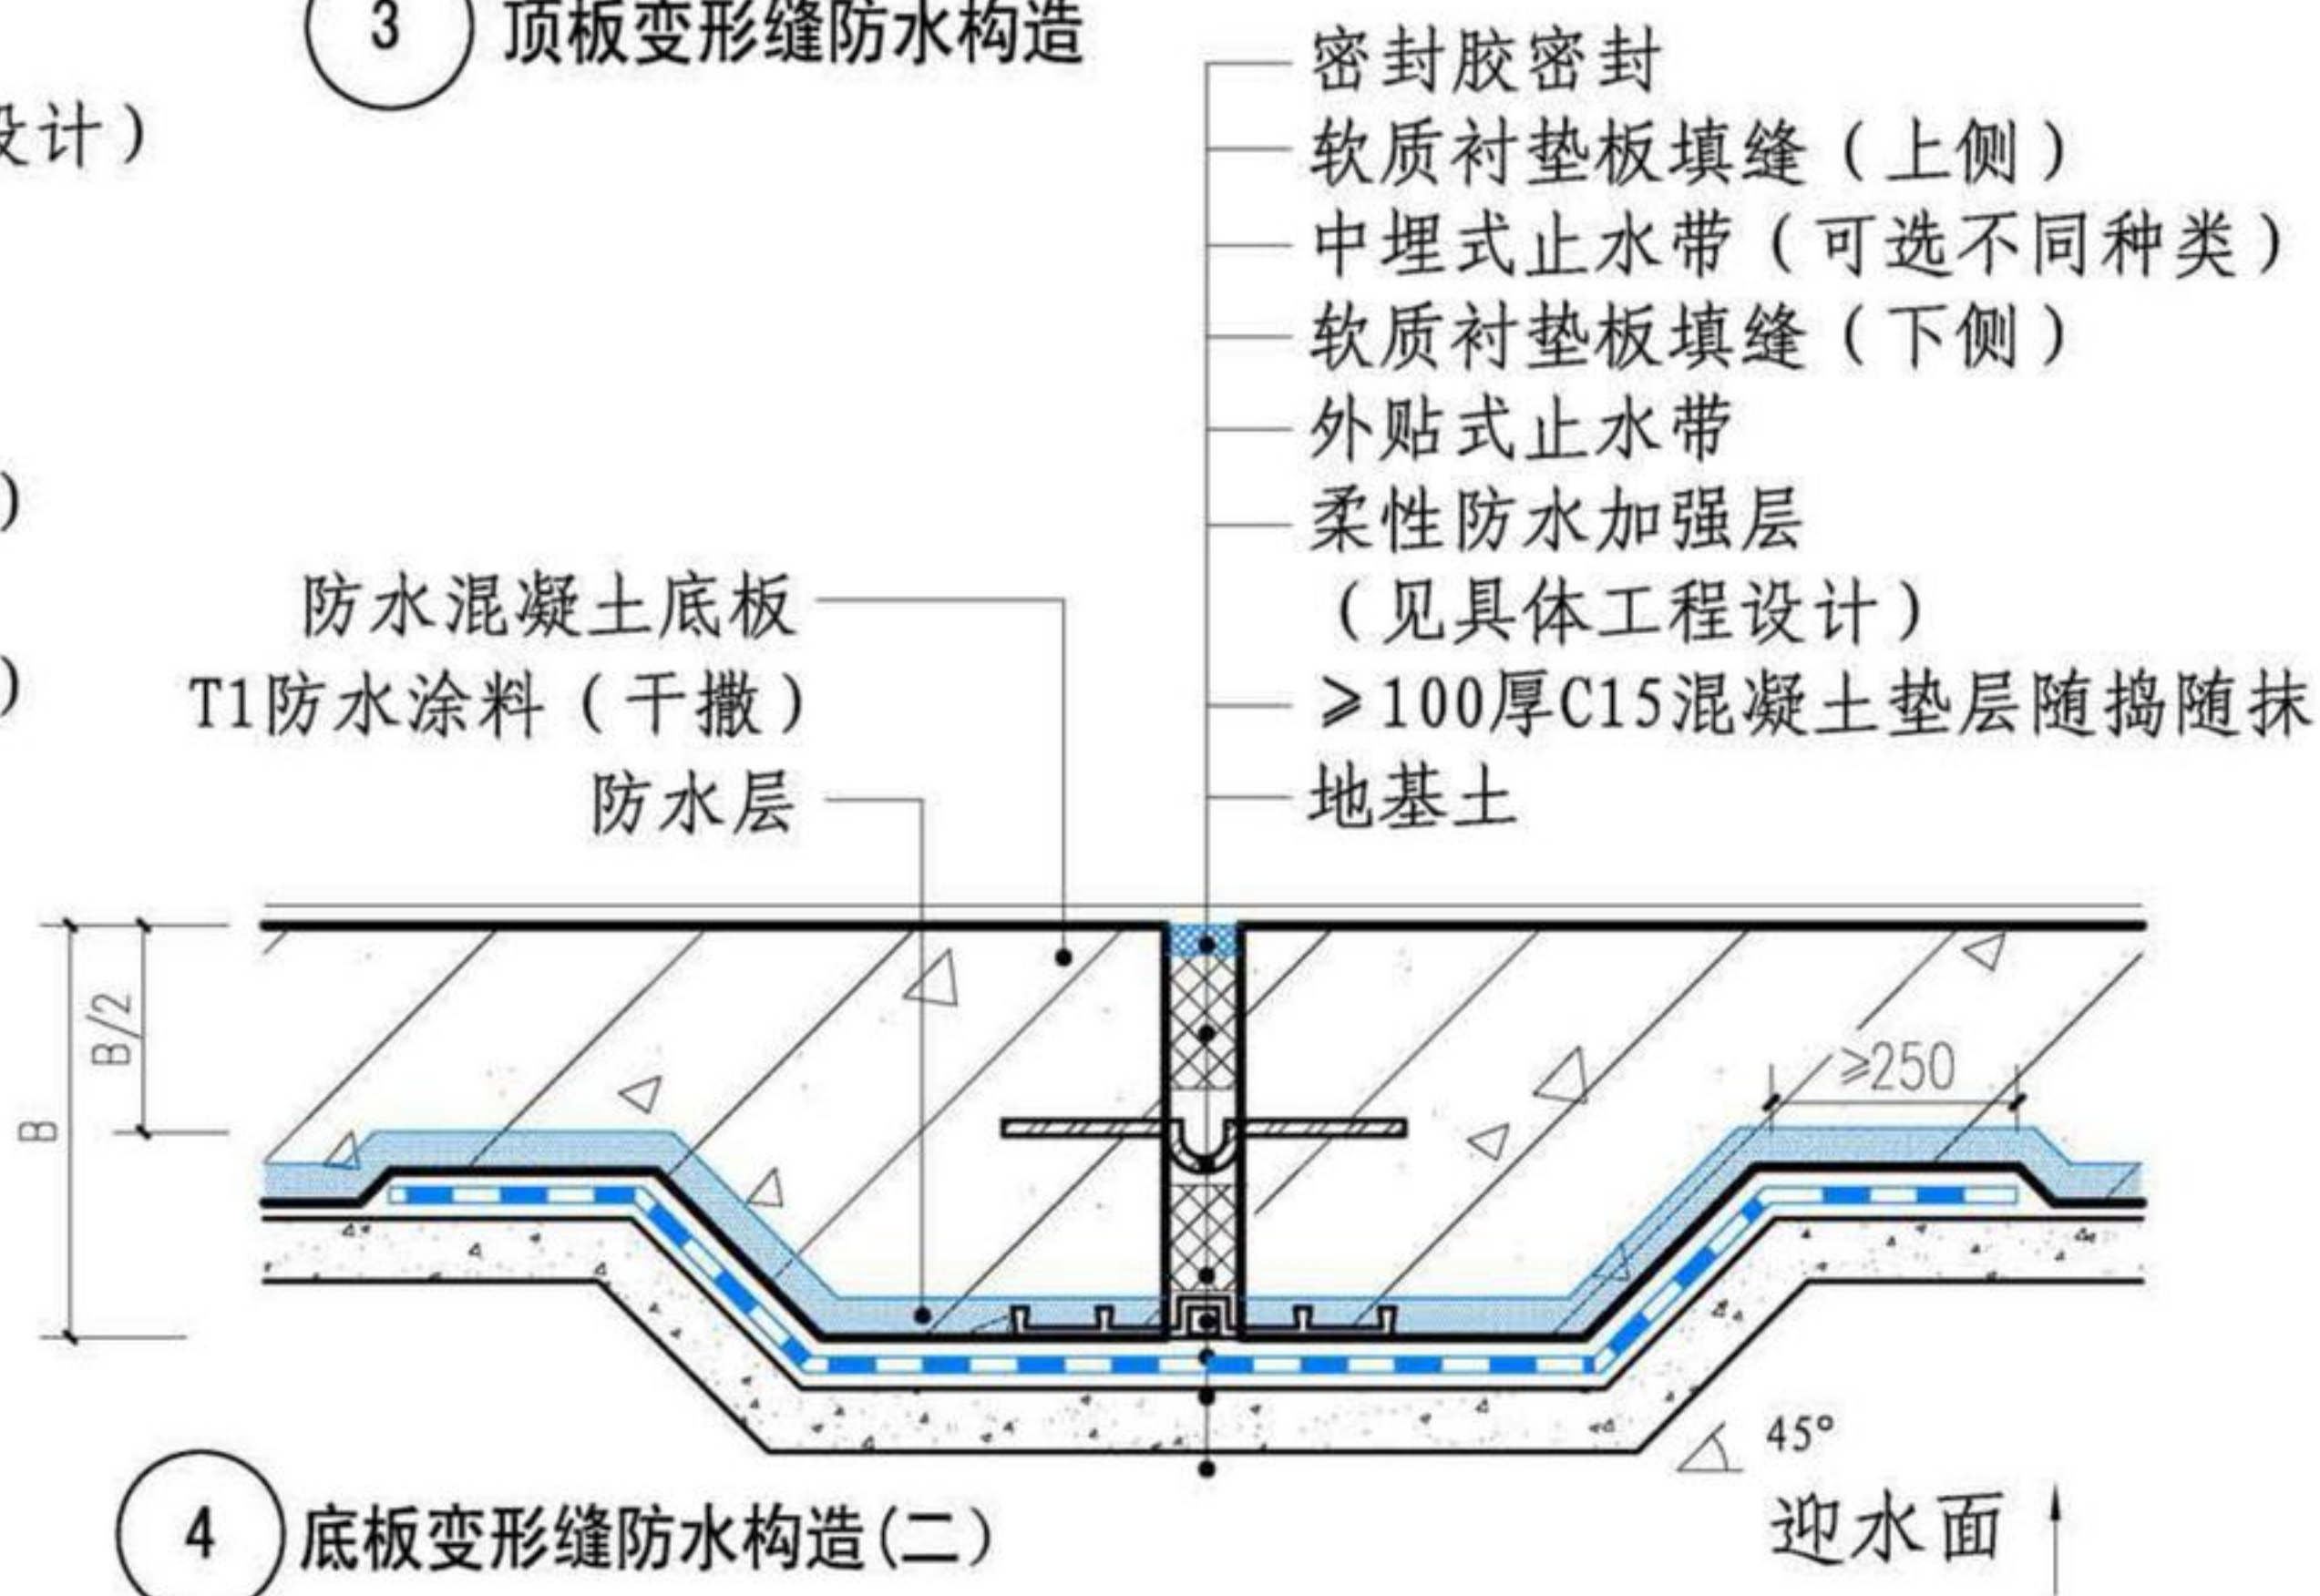 3 顶板变形缝防水构造
设计）
）
）
密封胶密封
软质衬垫板填缝（上侧）
中埋式止水带（可选不同种类）
软质衬垫板填缝（下侧）
外贴式止水带
柔性防水加强层
（见具体工程设计）
≥100厚C15混凝土垫层随捣随抹
地基土
防水混凝土底板
T1防水涂料（干撒）
防水层
B/2
B
≥250
45°
迎水面
4 底板变形缝防水构造(二)